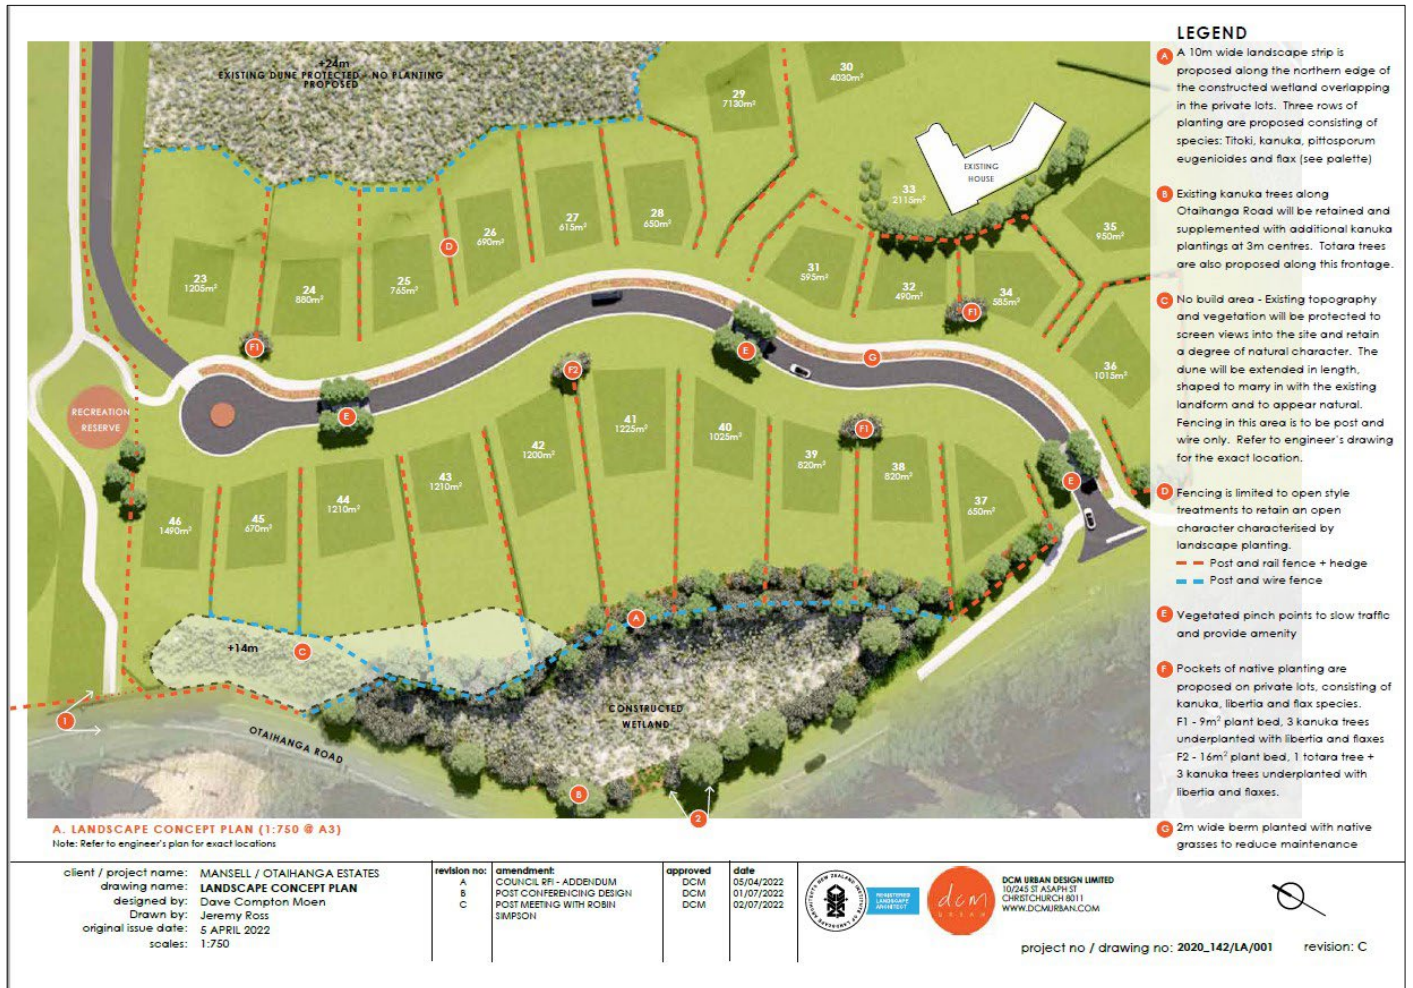 +24m
EXISTING DUNE PROTECTED - NO PLANTING
PROPOSED
30
4030m²
29
7130m²
EXISTING
HOUSE
33
2115m²
28
650m²
27
615m²
26
690m²
D
35
950m²
23
1205m²
24
880m²
25
765m²
31
595m²
32
490m²
34
585m²
F1
F1
E
G
F2
36
1015m²
RECREATION
RESERVE
E
41
1225m²
40
1025m²
F1
42
1200m²
39
820m²
38
820m²
43
1210m²
E
44
1210m²
37
650m²
46
1490m²
45
670m²
A
+14m
C
CONSTRUCTED
WETLAND
1
OTAIHANGA ROAD
B
2
LEGEND
A A 10m wide landscape strip is
proposed along the northern edge of
the constructed wetland overlapping
in the private lots. Three rows of
planting are proposed consisting of
species: Titoki, kanuka, pittosporum
eugenioides and flax (see palette)
B Existing kanuka trees along
Otaihanga Road will be retained and
supplemented with additional kanuka
plantings at 3m centres. Totara trees
are also proposed along this frontage.
C No build area - Existing topography
and vegetation will be protected to
screen views into the site and retain
a degree of natural character. The
dune will be extended in length,
shaped to marry in with the existing
landform and to appear natural.
Fencing in this area is to be post and
wire only. Refer to engineer's drawing
for the exact location.
D Fencing is limited to open style
treatments to retain an open
character characterised by
landscape planting.
Post and rail fence + hedge
Post and wire fence
E Vegetated pinch points to slow traffic
and provide amenity
F Pockets of native planting are
proposed on private lots, consisting of
kanuka, libertia and flax species.
F1 - 9m² plant bed, 3 kanuka trees
underplanted with libertia and flaxes
F2 - 16m² plant bed, 1 totara tree +
3 kanuka trees underplanted with
libertia and flaxes.
G 2m wide berm planted with native
grasses to reduce maintenance
A. LANDSCAPE CONCEPT PLAN (1:750 @ A3)
Note: Refer to engineer's plan for exact locations
client / project name: MANSELL / OTAIHANGA ESTATES
drawing name: LANDSCAPE CONCEPT PLAN
designed by: Dave Compton Moen
Drawn by: Jeremy Ross
original issue date: 5 APRIL 2022
scales: 1:750
revision no: amendment: approved date
A COUNCIL RFI - ADDENDUM DCM 05/04/2022
B POST CONFERENCING DESIGN DCM 01/07/2022
C POST MEETING WITH ROBIN DCM 02/07/2022
SIMPSON
REGISTERED
LANDSCAPE
ARCHITECT
dcm
URBAN
DCM URBAN DESIGN LIMITED
10/245 ST ASAPH ST
CHRISTCHURCH 8011
WWW.DCMURBAN.COM
project no / drawing no: 2020_142/LA/001 revision: C